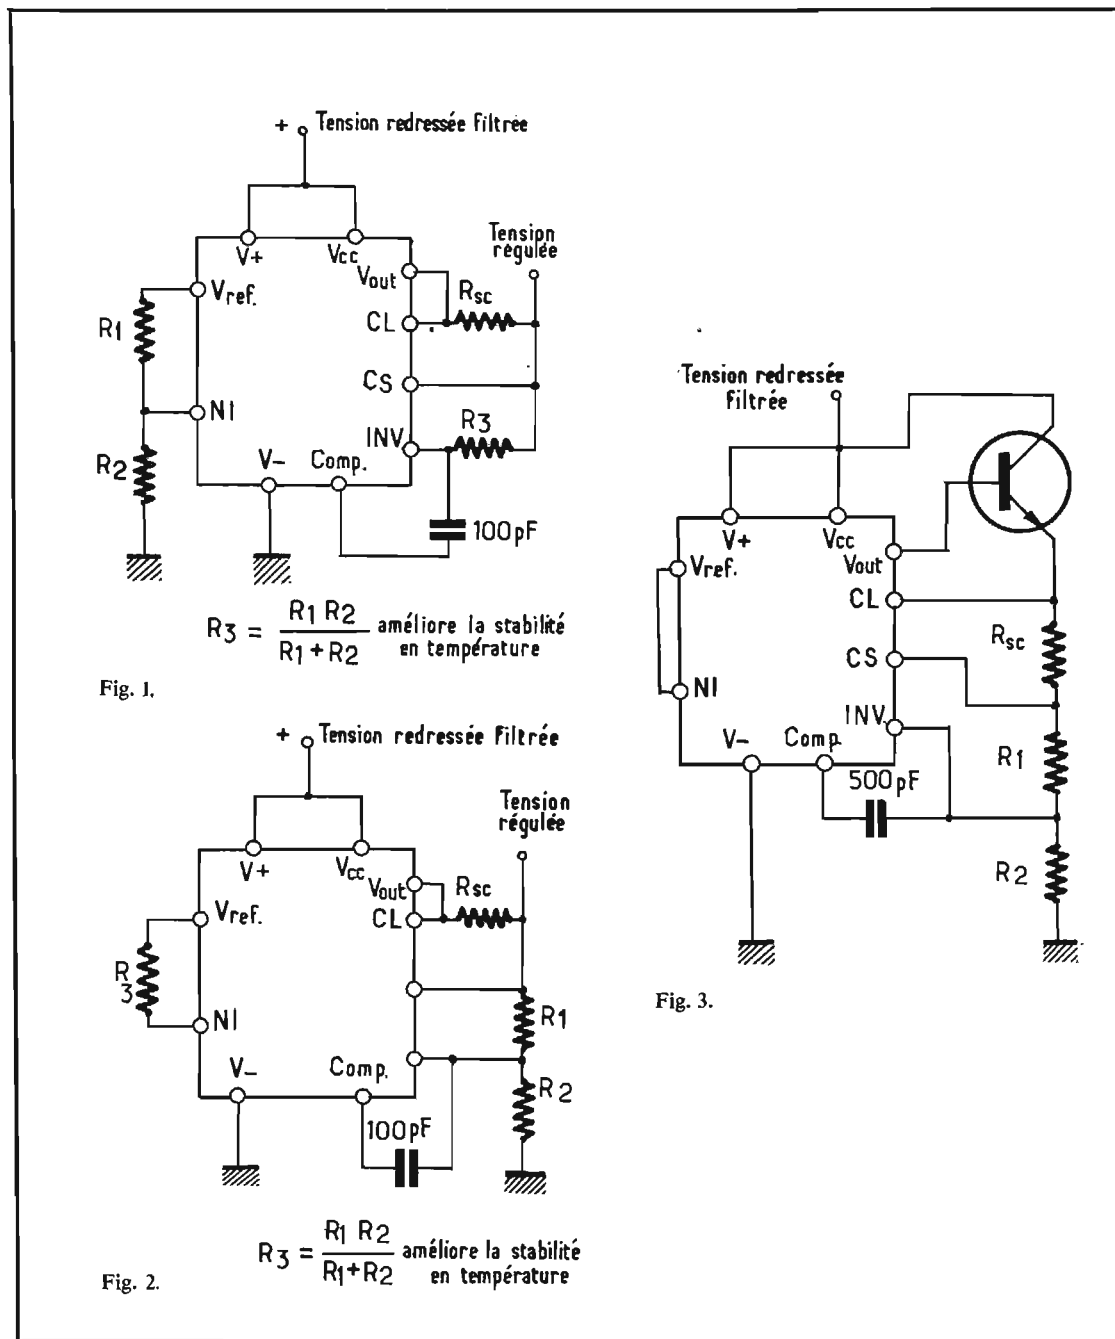 + Tension redressée filtrée
V+
Vcc
Vref.
Vout
Tension
régulée
Rsc
CL
R1
CS
NI
INV
R3
R2
V-
Comp.
100pF
R3 = R1 R2 / R1 + R2 améliore la stabilité
en température
Fig. 1.
+ Tension redressée filtrée
V+
Vcc
Vref.
Vout
Tension
régulée
Rsc
CL
R3
NI
R1
V-
Comp.
R2
100pF
R3 = R1 R2 / R1+R2 améliore la stabilité
en température
Fig. 2.
Tension redressée
filtrée
V+
Vcc
Vref.
Vout
CL
Rsc
CS
NI
INV.
V-
Comp.
R1
500pF
R2
Fig. 3.